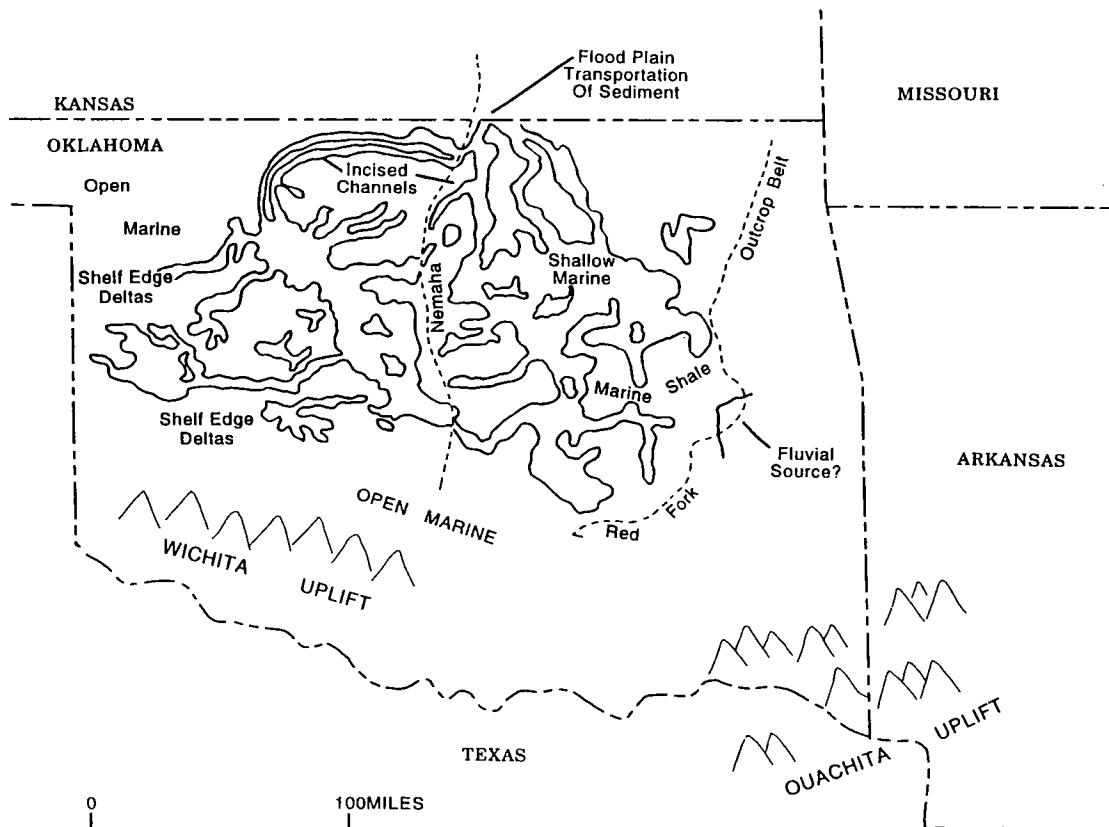 Flood Plain
Transportation
Of Sediment
KANSAS
MISSOURI
OKLAHOMA
Open
Incised
Channels
Outcrop Belt
Marine
Shelf Edge
Deltas
Shallow
Marine
Nemaha
Marine Shale
Shelf Edge
Deltas
Fluvial
Source?
ARKANSAS
OPEN MARINE
Red Fork
WICHITA UPLIFT
OUACHITA UPLIFT
TEXAS
0 100MILES